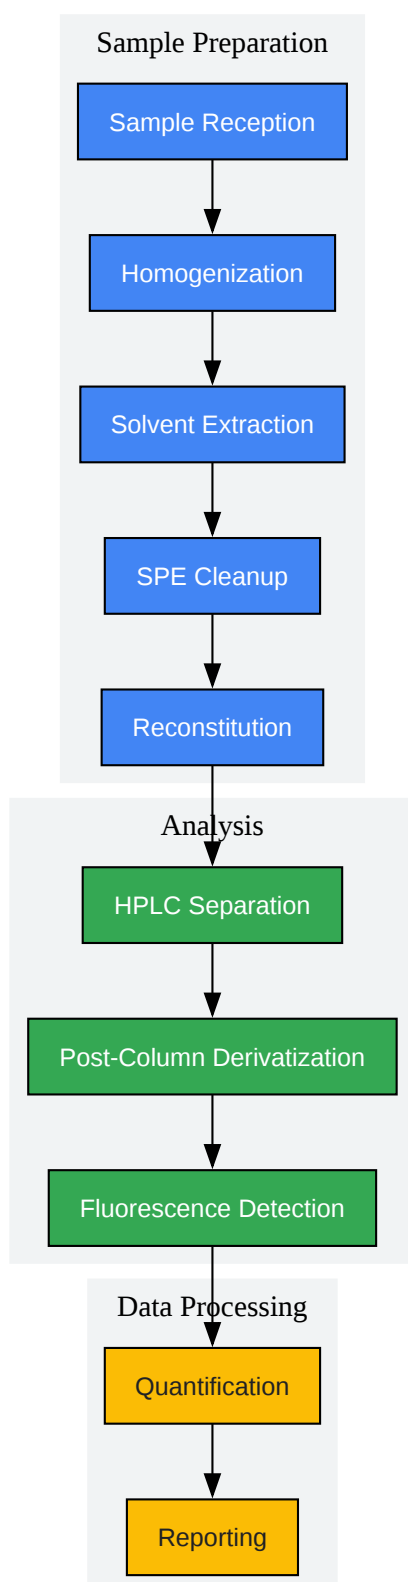 Sample Preparation
Sample Reception
Homogenization
Solvent Extraction
SPE Cleanup
Reconstitution
Analysis
HPLC Separation
Post-Column Derivatization
Fluorescence Detection
Data Processing
Quantification
Reporting